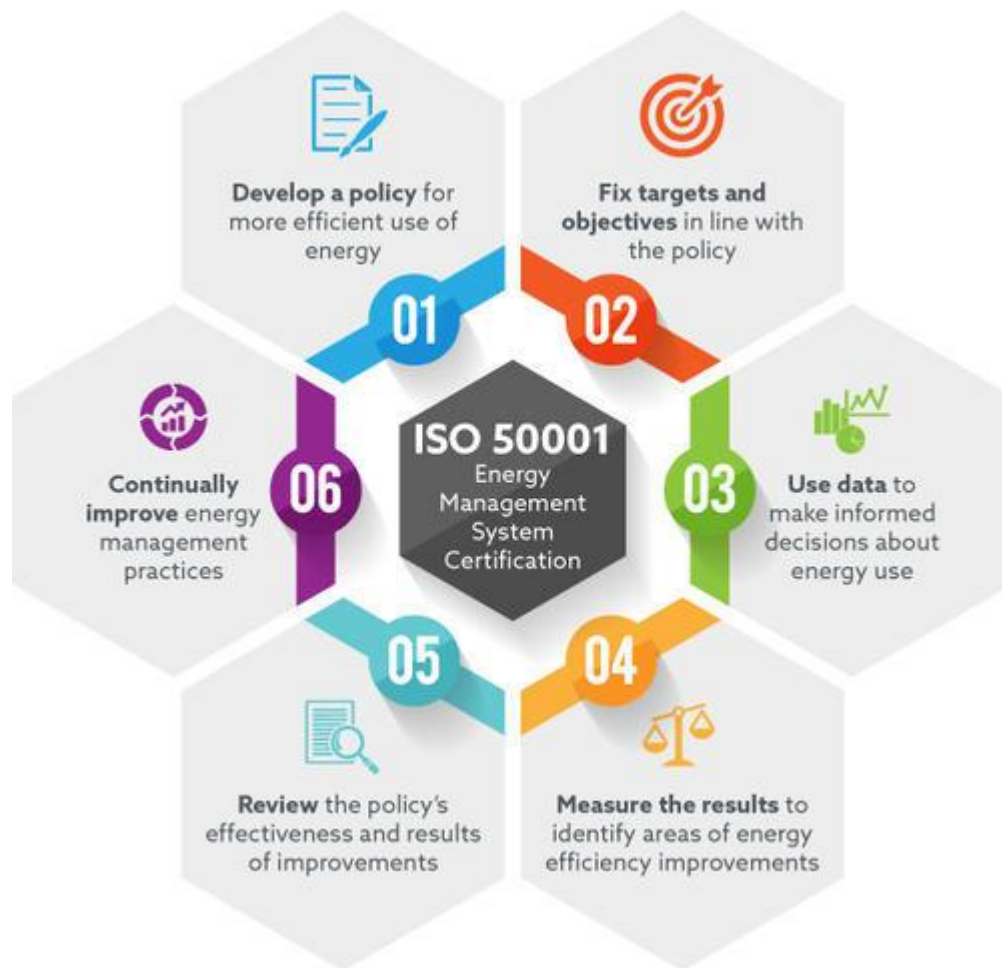 Develop a policy for
more efficient use of
energy
01
Fix targets and
objectives in line with
the policy
02
Use data to
make informed
decisions about
energy use
03
Measure the results to
identify areas of energy
efficiency improvements
04
Review the policy's
effectiveness and results
of improvements
05
Continually
improve energy
management
practices
06
ISO 50001
Energy
Management
System
Certification